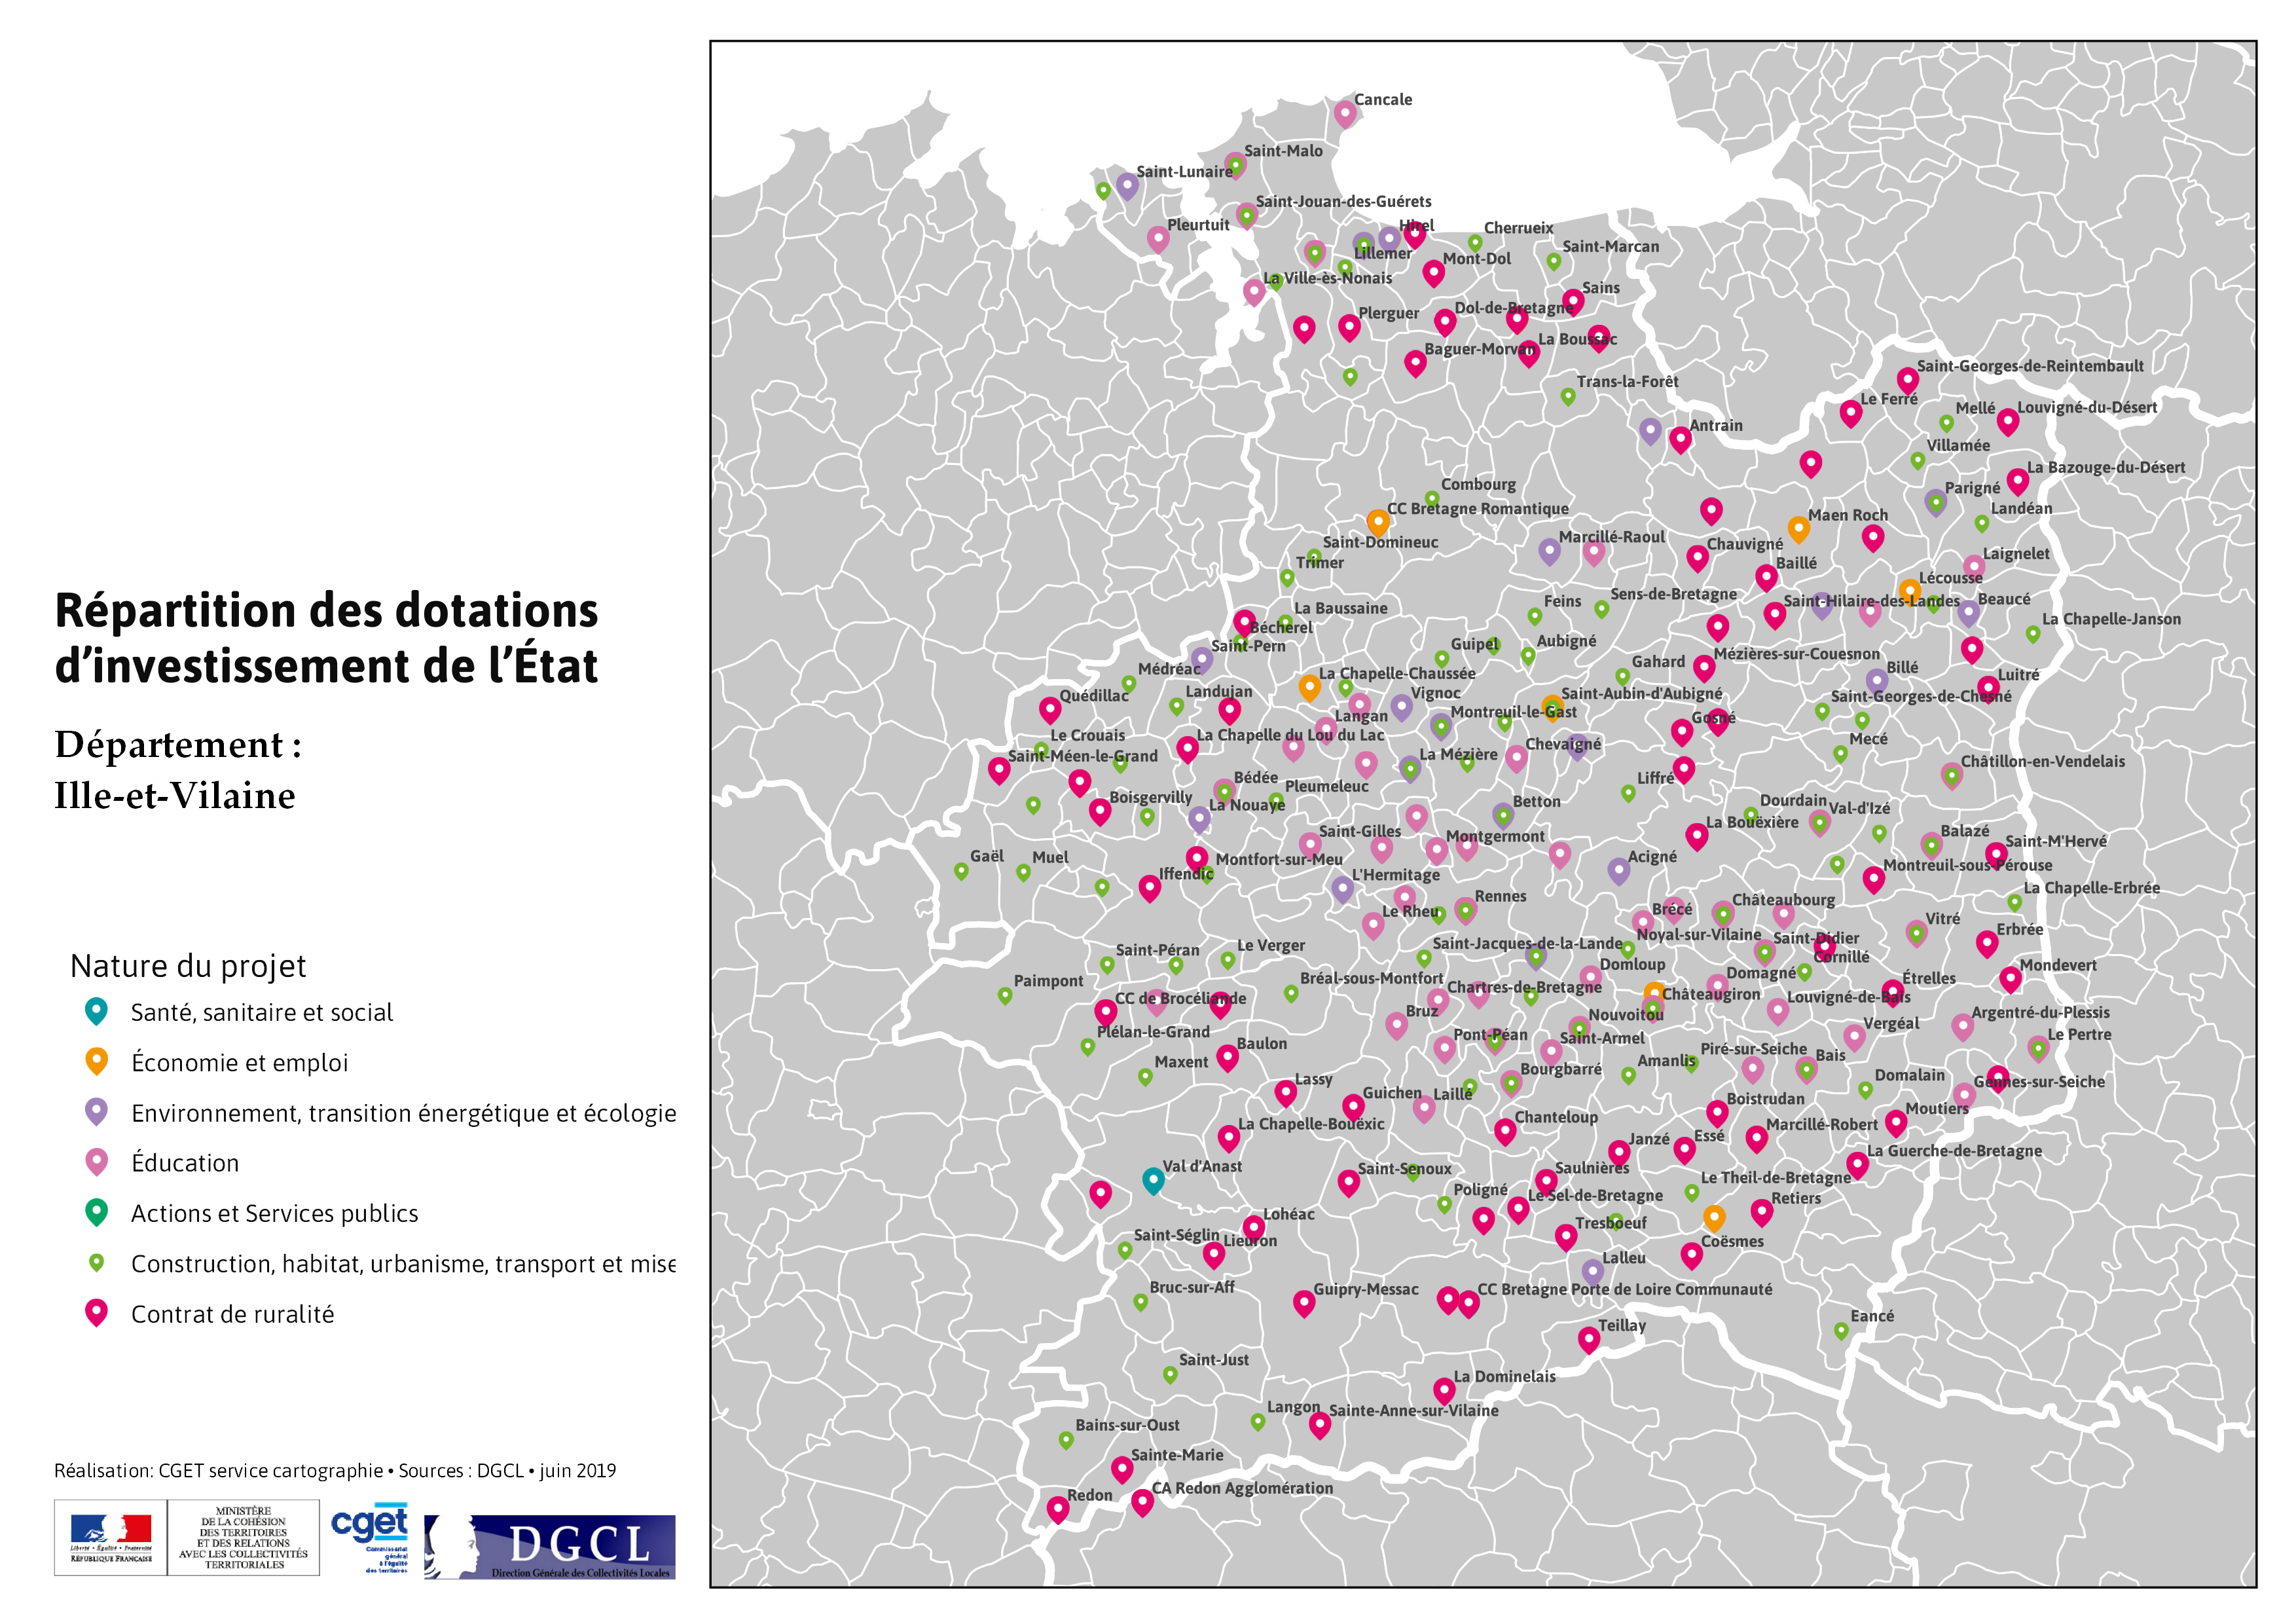 Répartition des dotations
d'investissement de l'État
Département :
Ille-et-Vilaine
Nature du projet
Santé, sanitaire et social
Économie et emploi
Environnement, transition énergétique et écologie
Éducation
Actions et Services publics
Construction, habitat, urbanisme, transport et mise
Contrat de ruralité
Réalisation: CGET service cartographie • Sources : DGCL • juin 2019
Liberté • Égalité • Fraternité
RÉPUBLIQUE FRANÇAISE
MINISTÈRE
DE LA COHÉSION
DES TERRITOIRES
ET DES RELATIONS
AVEC LES COLLECTIVITÉS
TERRITORIALES
cget
Commissariat
général
à l'égalité
des territoires
DGCL
Direction Générale des Collectivités Locales
Cancale
Saint-Malo
Saint-Lunaire
Saint-Jouan-des-Guérets
Pleurtuit
Hirel
Cherrueix
Lillemer
Saint-Marcan
Mont-Dol
La Ville-ès-Nonais
Sains
Plerguer
Dol-de-Bretagne
Baguer-Morvan
La Boussac
Trans-la-Forêt
Saint-Georges-de-Reintembault
Le Ferré
Mellé
Louvigné-du-Désert
Antrain
Villamée
La Bazouge-du-Désert
Combourg
Parigné
CC Bretagne Romantique
Maen Roch
Landéan
Saint-Domineuc
Marcillé-Raoul
Chauvigné
Laignelet
Trimer
Baillé
Lécousse
La Baussaine
Feins
Sens-de-Bretagne
Saint-Hilaire-des-Landes
Beaucé
Bécherel
La Chapelle-Janson
Saint-Pern
Guipel
Aubigné
Médréac
La Chapelle-Chaussée
Gahard
Mézières-sur-Couesnon
Billé
Luitré
Quédillac
Landujan
Vignoc
Saint-Aubin-d'Aubigné
Saint-Georges-de-Chesné
Langan
Montreuil-le-Gast
Gosné
Le Crouais
La Chapelle du Lou du Lac
Chevaigné
Mecé
Saint-Méen-le-Grand
La Mézière
Châtillon-en-Vendelais
Bédée
Pleumeleuc
Liffré
Boisgervilly
La Nouaye
Betton
Dourdain
Val-d'Izé
Saint-Gilles
Montgermont
La Bouëxière
Balazé
Saint-M'Hervé
Gaël
Muel
Montfort-sur-Meu
Acigné
Montreuil-sous-Pérouse
Iffendic
L'Hermitage
La Chapelle-Erbrée
Le Rheu
Rennes
Brécé
Châteaubourg
Vitré
Erbrée
Saint-Péran
Le Verger
Saint-Jacques-de-la-Lande
Noyal-sur-Vilaine
Saint-Didier
Cornillé
Paimpont
Bréal-sous-Montfort
Domloup
Domagné
Étrelles
Mondevert
CC de Brocéliande
Chartres-de-Bretagne
Châteaugiron
Louvigné-de-Bais
Bruz
Nouvoitou
Argentré-du-Plessis
Plélan-le-Grand
Baulon
Pont-Péan
Saint-Armel
Vergéal
Le Pertre
Maxent
Piré-sur-Seiche
Bais
Amanlis
Bourgbarré
Lassy
Domalain
Gennes-sur-Seiche
Guichen
Laillé
Boistrudan
Moutiers
La Chapelle-Bouëxic
Chanteloup
Marcillé-Robert
Janzé
Essé
La Guerche-de-Bretagne
Val d'Anast
Saint-Senoux
Saulnières
Le Theil-de-Bretagne
Poligné
Le Sel-de-Bretagne
Retiers
Lohéac
Tresboeuf
Saint-Séglin
Lieuron
Coësmes
Lalleu
Bruc-sur-Aff
Guipry-Messac
CC Bretagne Porte de Loire Communauté
Teillay
Eancé
Saint-Just
La Dominelais
Langon
Sainte-Anne-sur-Vilaine
Bains-sur-Oust
Sainte-Marie
Redon
CA Redon Agglomération